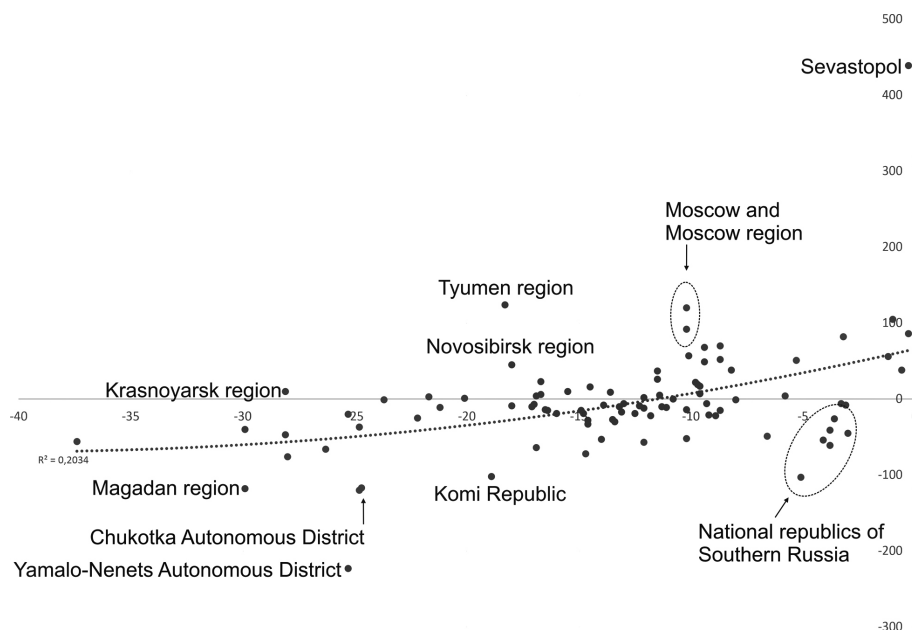 500
Sevastopol
400
300
Moscow and
Moscow region
200
Tyumen region
100
Novosibirsk region
Krasnoyarsk region
0
-40 -35 -30 -25 -20 -15 -10 -5
R² = 0,2034
Magadan region
Komi Republic
-100
Chukotka Autonomous District
National republics of
Southern Russia
-200
Yamalo-Nenets Autonomous District
-300